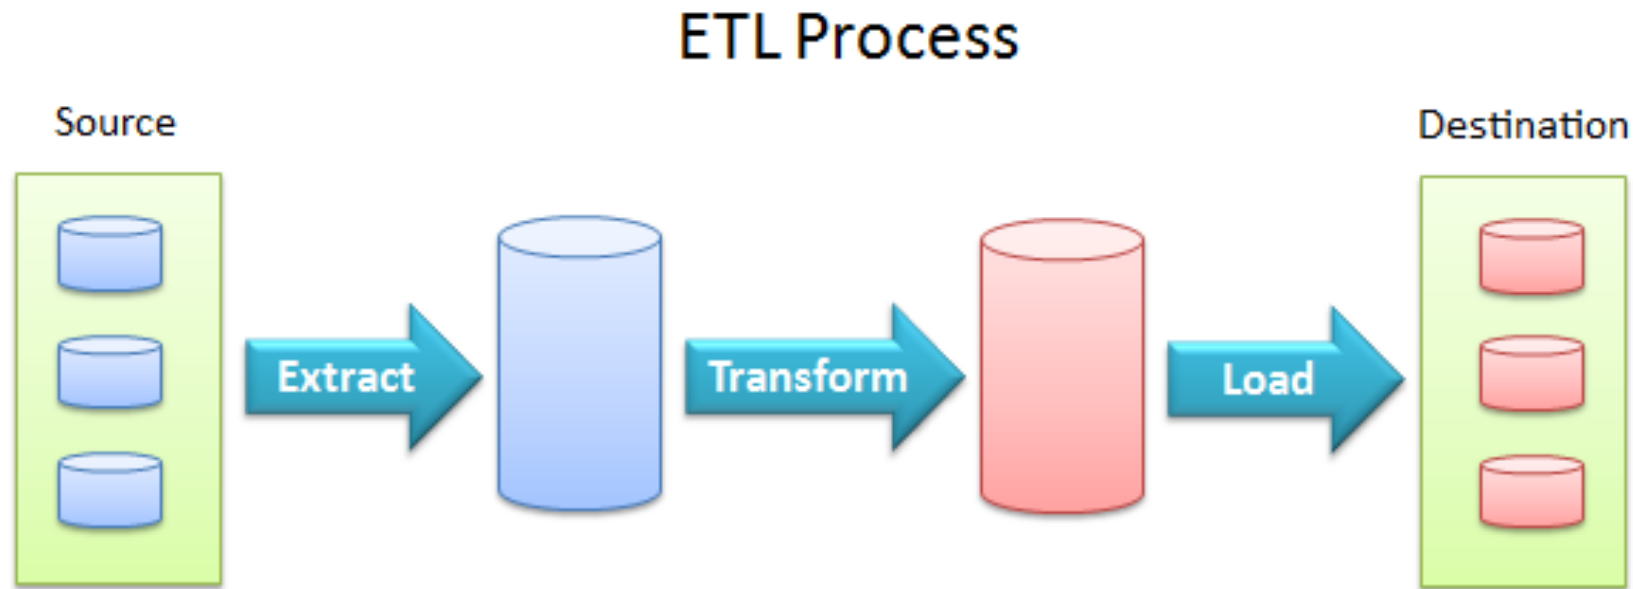 ETL Process
Source
Destination
Extract
Transform
Load